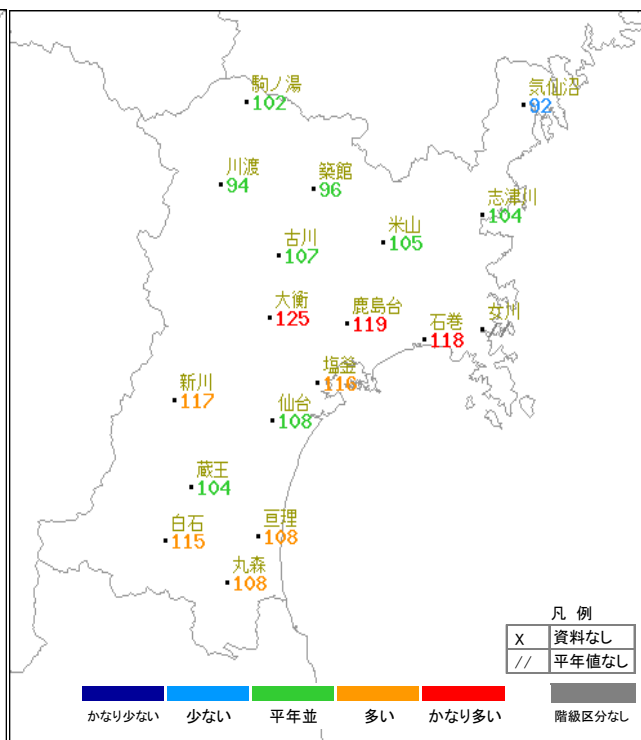 駒ノ湯
102
気仙沼
92
川渡
94
築館
96
志津川
104
米山
105
古川
107
大衡
125
鹿島台
119
石巻
118
女川
//
塩釜
116
新川
117
仙台
108
蔵王
104
白石
115
亘理
108
丸森
108
凡 例
X 資料なし
// 平年値なし
かなり少ない 少ない 平年並 多い かなり多い 階級区分なし